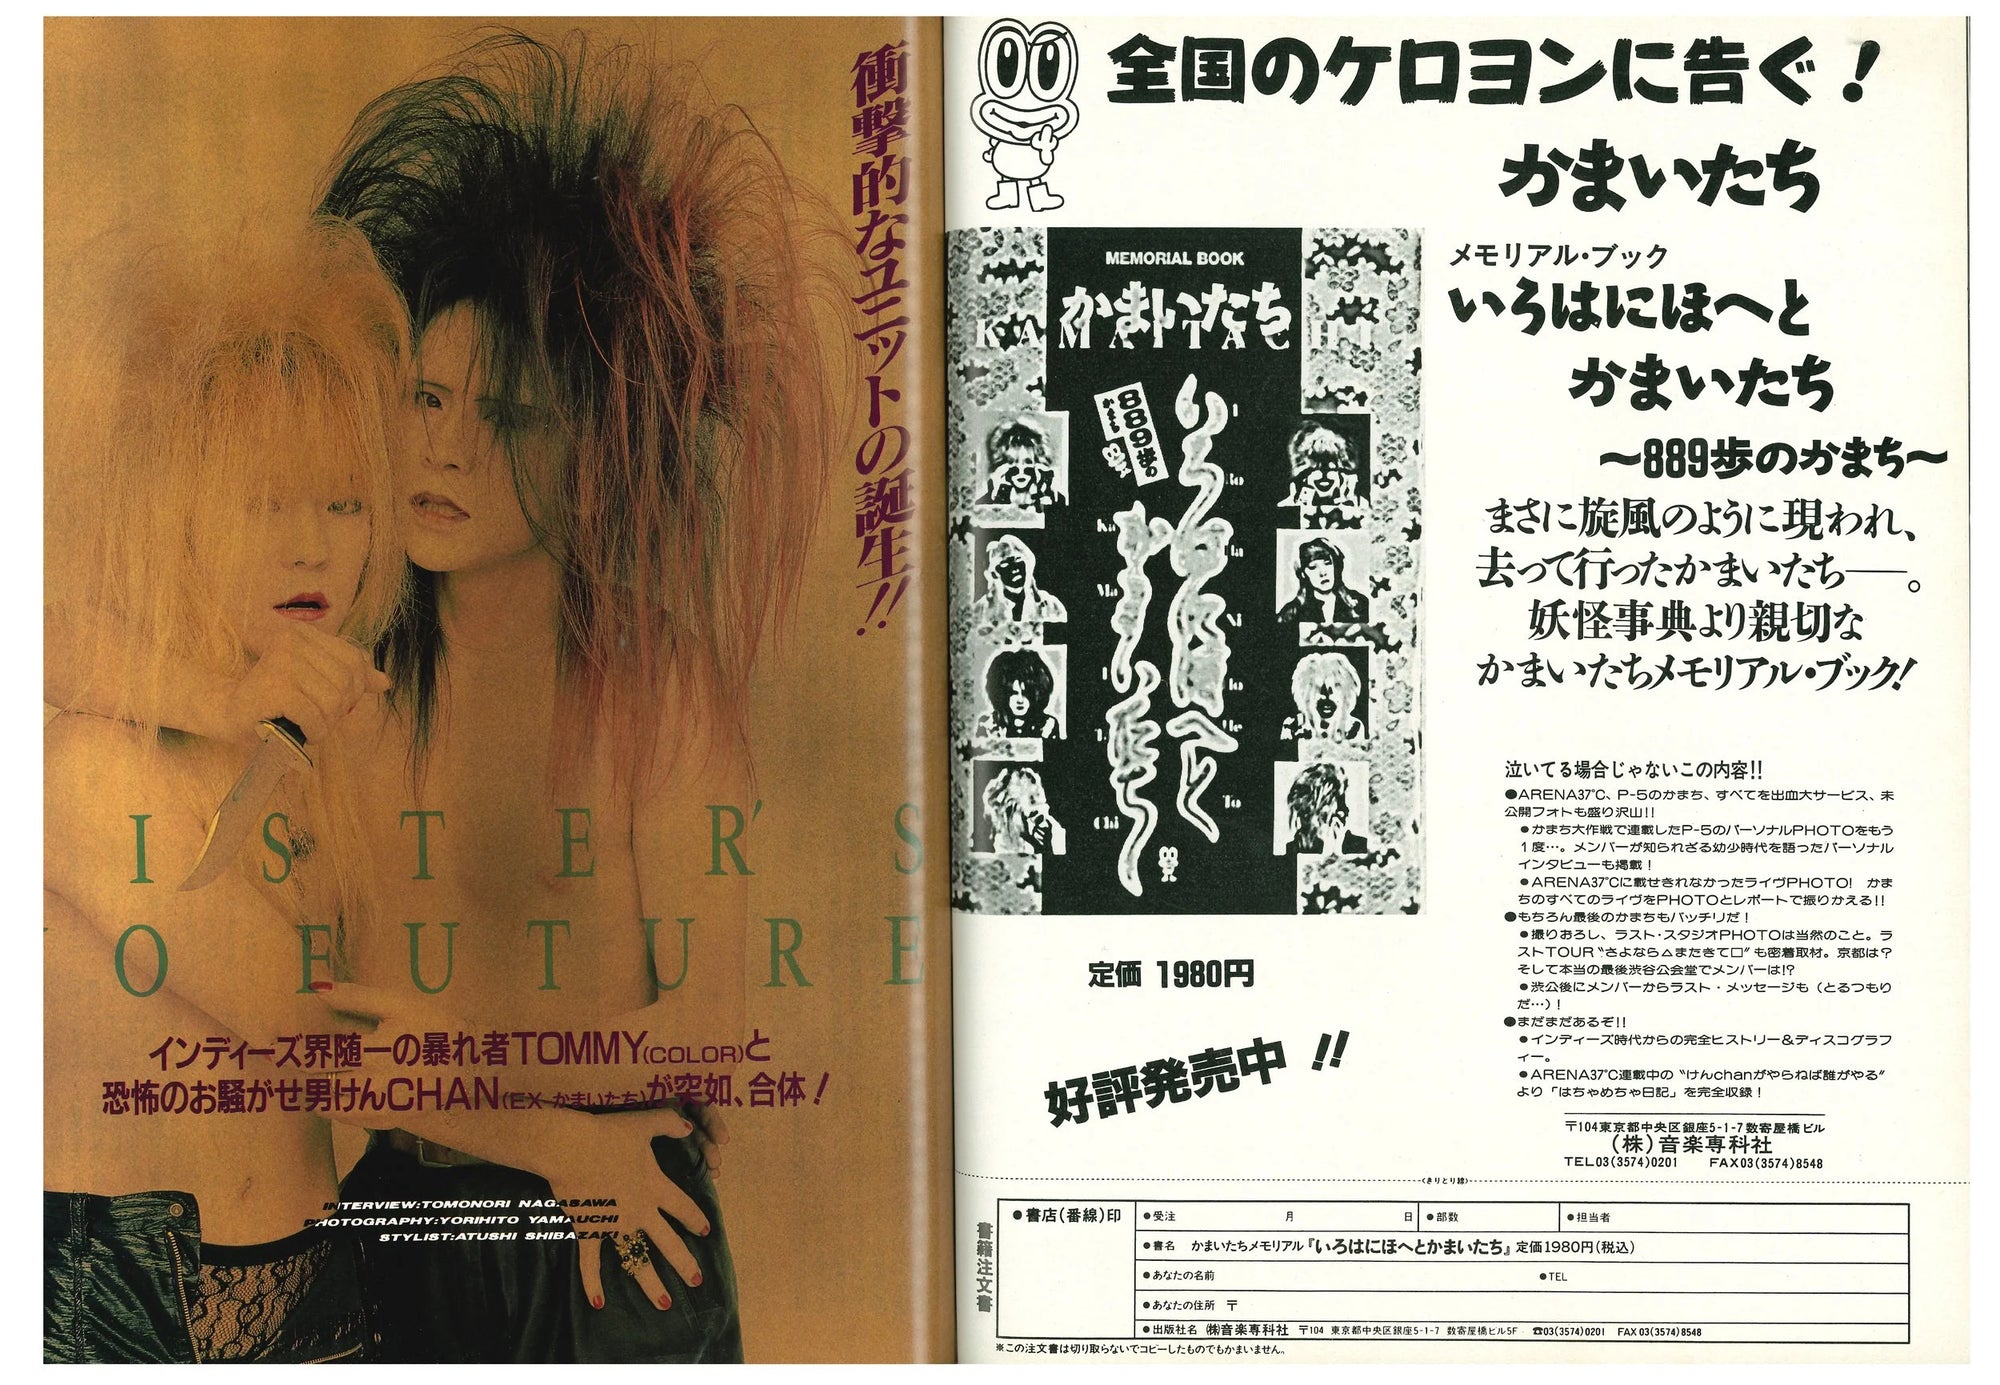 衝撃的なユニットの誕生!!
ISTER'S
O FUTURE
インディーズ界随一の暴れ者TOMMY(COLOR)と
恐怖のお騒がせ男けんCHAN(EX かまいたち)が突如、合体！
INTERVIEW:TOMONORI NAGASAWA
PHOTOGRAPHY:YORIHITO YAMAUCHI
STYLIST:ATUSHI SHIBAZAKI
全国のケロヨンに告ぐ！
かまいたち
メモリアル・ブック
いろはにほへと
かまいたち
〜889歩のかまち〜
まさに旋風のように現われ、
去って行ったかまいたち──。
妖怪事典より親切な
かまいたちメモリアル・ブック!
MEMORIAL BOOK
かまいたち
KAMAITACHI
889歩の
かまち
いろはにほへと
かまいたち
定価 1980円
好評発売中 !!
泣いてる場合じゃないこの内容!!
●ARENA37℃、P-5のかまち、すべてを出血大サービス、未
公開フォトも盛り沢山!!
●かまち大作戦で連載したP-5のパーソナルPHOTOをもう
1度…。メンバーが知られざる幼少時代を語ったパーソナル
インタビューも掲載！
●ARENA37℃に載せきれなかったライヴPHOTO! かま
ちのすべてのライヴをPHOTOとレポートで振りかえる!!
●もちろん最後のかまちもバッチリだ！
●撮りおろし、ラスト・スタジオPHOTOは当然のこと。ラ
ストTOUR〝さよなら△またきて□〟も密着取材。京都は？
そして本当の最後渋谷公会堂でメンバーは!?
●渋公後にメンバーからラスト・メッセージも（とるつもり
だ…）！
●まだまだあるぞ!!
●インディーズ時代からの完全ヒストリー＆ディスコグラフ
ィー。
●ARENA37℃連載中の〝けんchanがやらねば誰がやる〟
より「はちゃめちゃ日記」を完全収録！
〒104東京都中央区銀座5-1-7数寄屋橋ビル
(株)音楽専科社
TEL03(3574)0201 FAX03(3574)8548
〈きりとり線〉
書籍注文書
●書店(番線)印
●受注 月 日 ●部数 ●担当者
●書名 かまいたちメモリアル『いろはにほへとかまいたち』定価1980円(税込)
●あなたの名前 ●TEL
●あなたの住所 〒
●出版社名 ㈱音楽専科社 〒104 東京都中央区銀座5-1-7 数寄屋橋ビル5F ☎03(3574)0201 FAX 03(3574)8548
※この注文書は切り取らないでコピーしたものでもかまいません。